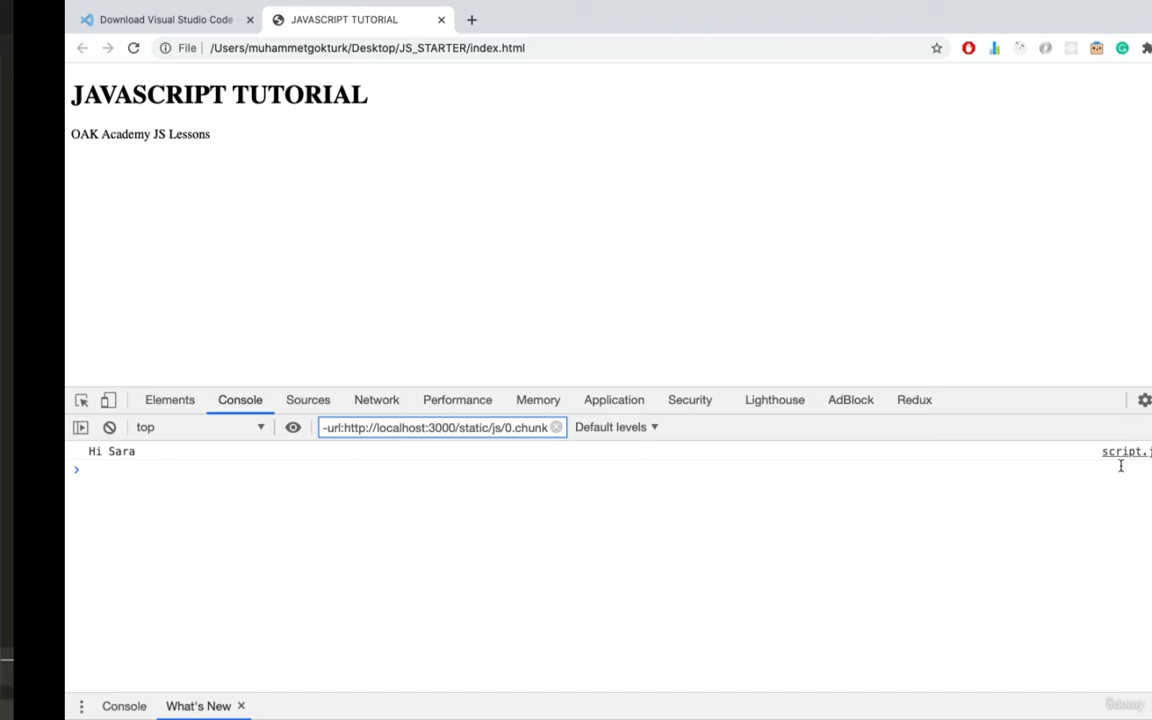 Download Visual Studio Code
JAVASCRIPT TUTORIAL
File
/Users/muhammetgokturk/Desktop/JS_STARTER/index.html
JAVASCRIPT TUTORIAL
OAK Academy JS Lessons
Elements Console Sources Network Performance Memory Application Security Lighthouse AdBlock Redux
top
-url:http://localhost:3000/static/js/0.chunk
Default levels
Hi Sara
script.j
Console
What's New
Udemy